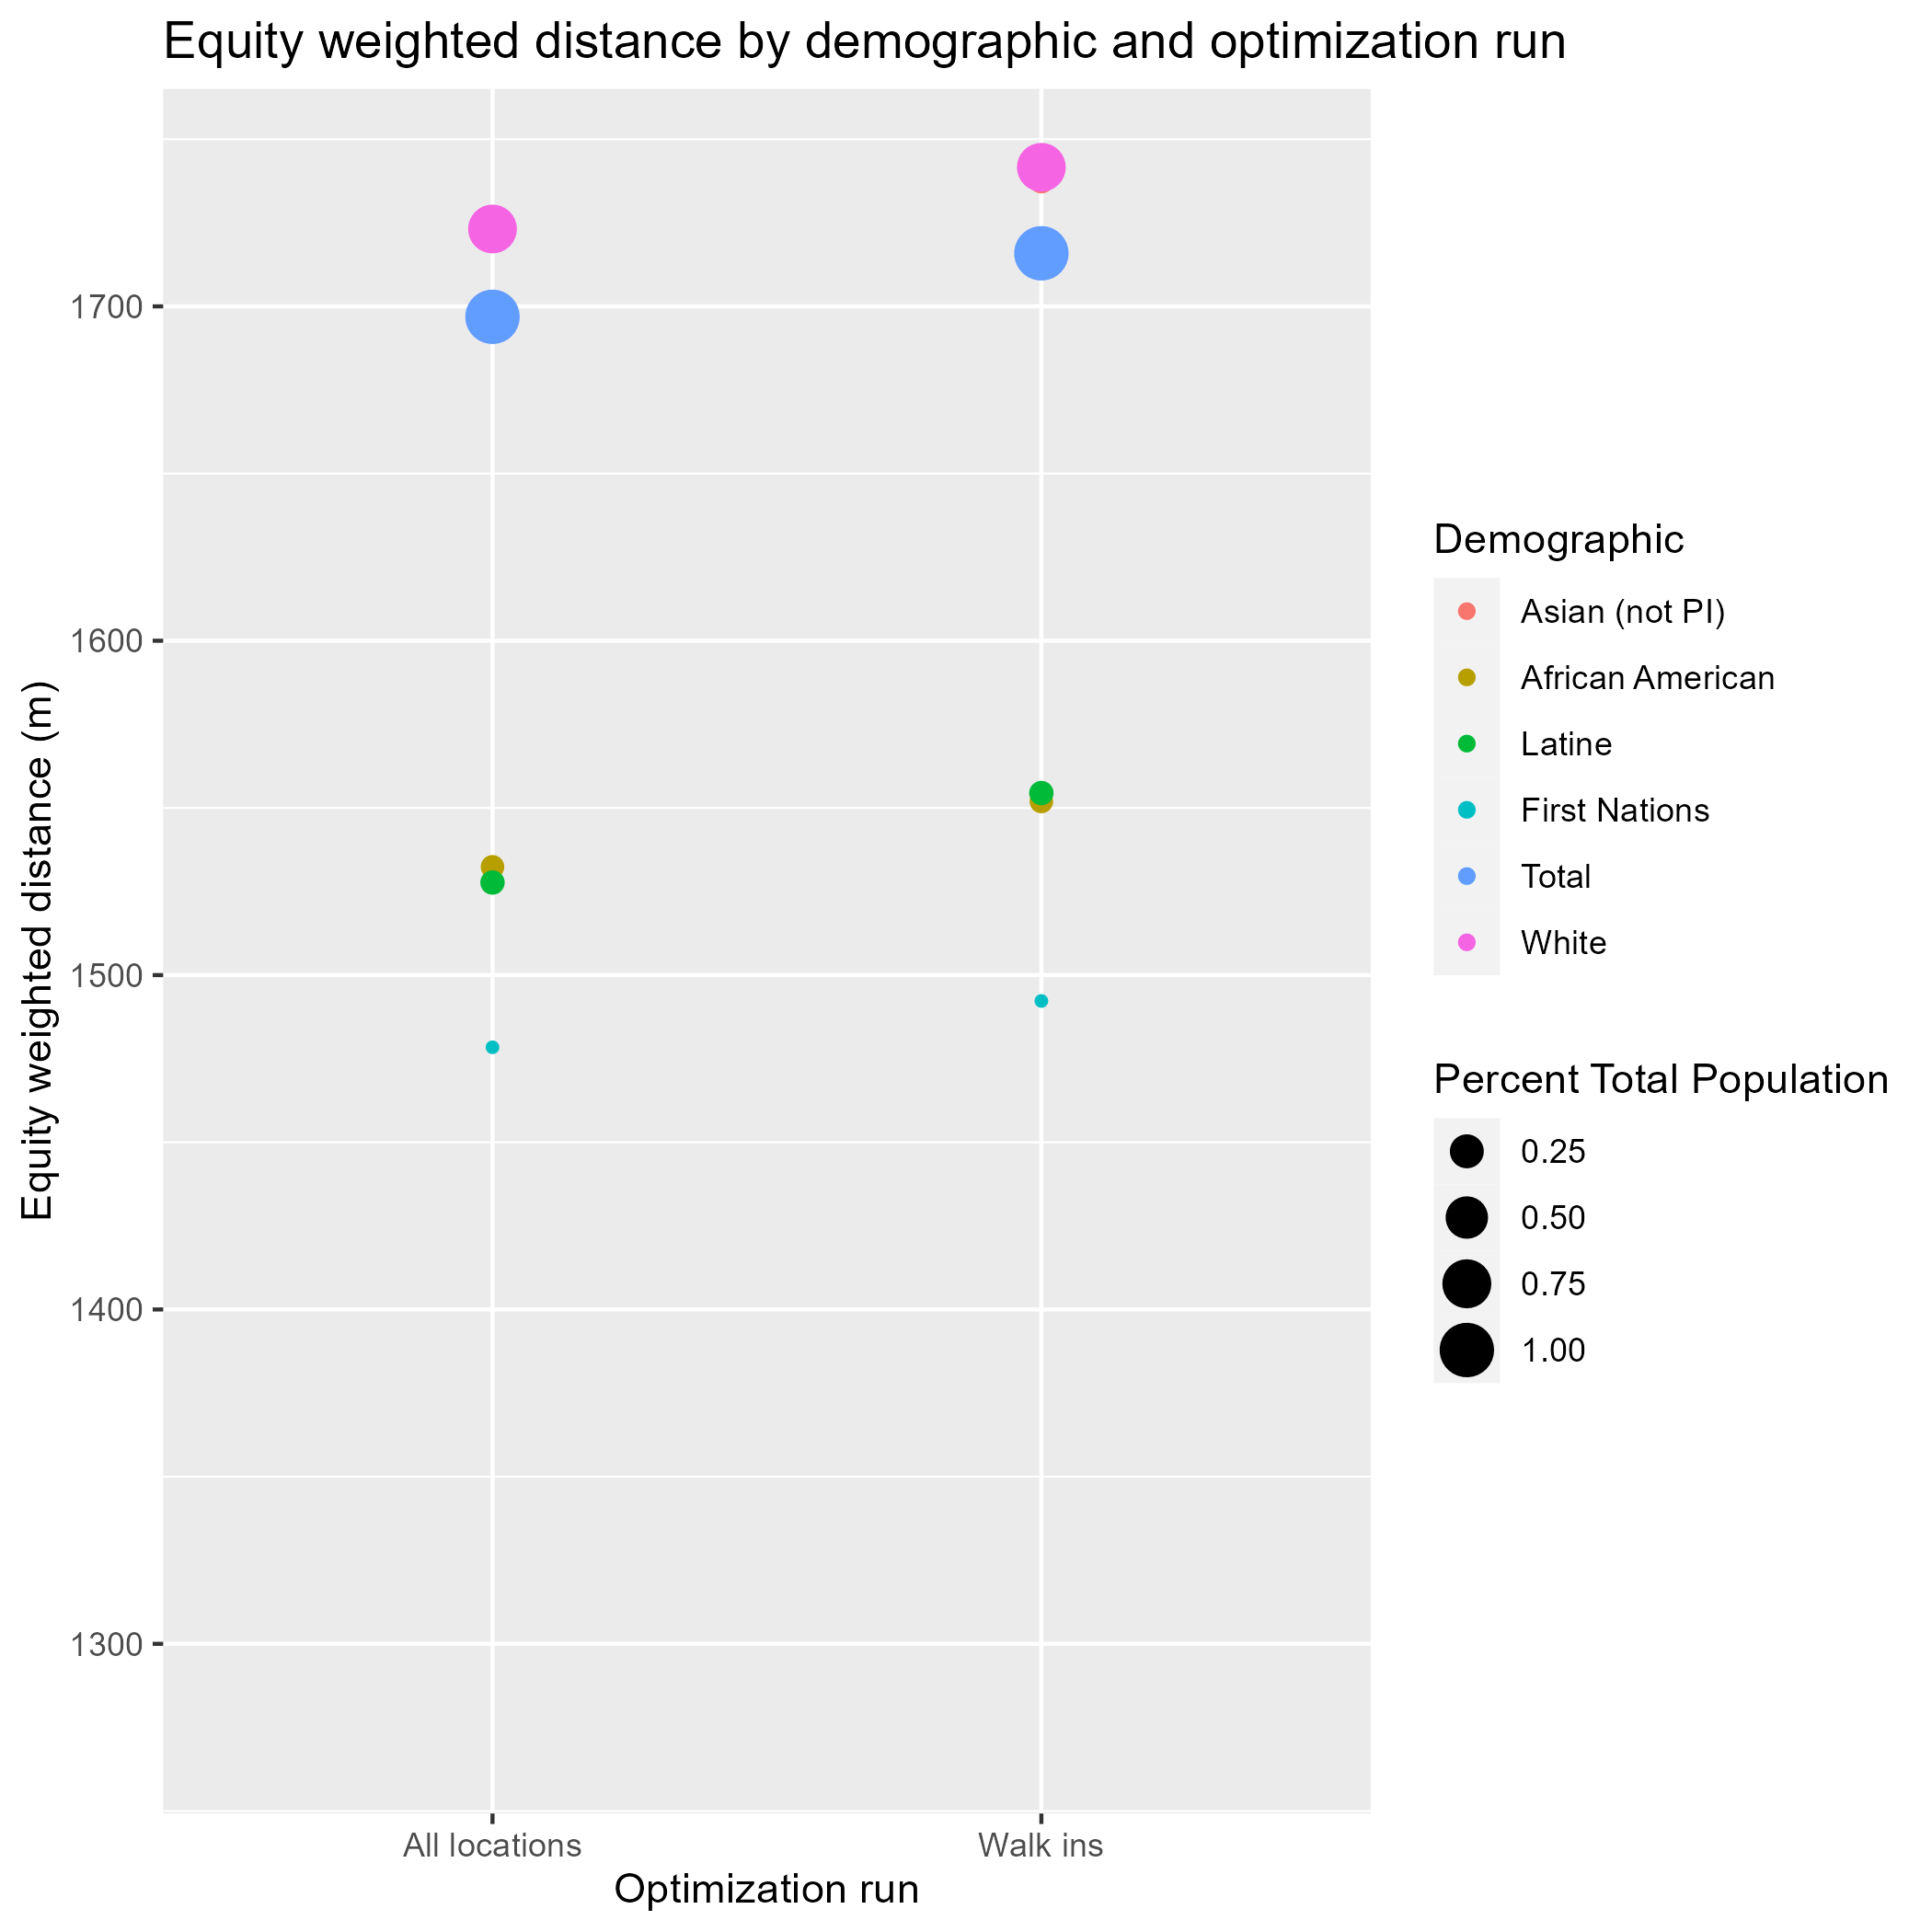 Equity weighted distance by demographic and optimization run
Equity weighted distance (m)
1700
1600
1500
1400
1300
All locations
Walk ins
Optimization run
Demographic
Asian (not PI)
African American
Latine
First Nations
Total
White
Percent Total Population
0.25
0.50
0.75
1.00